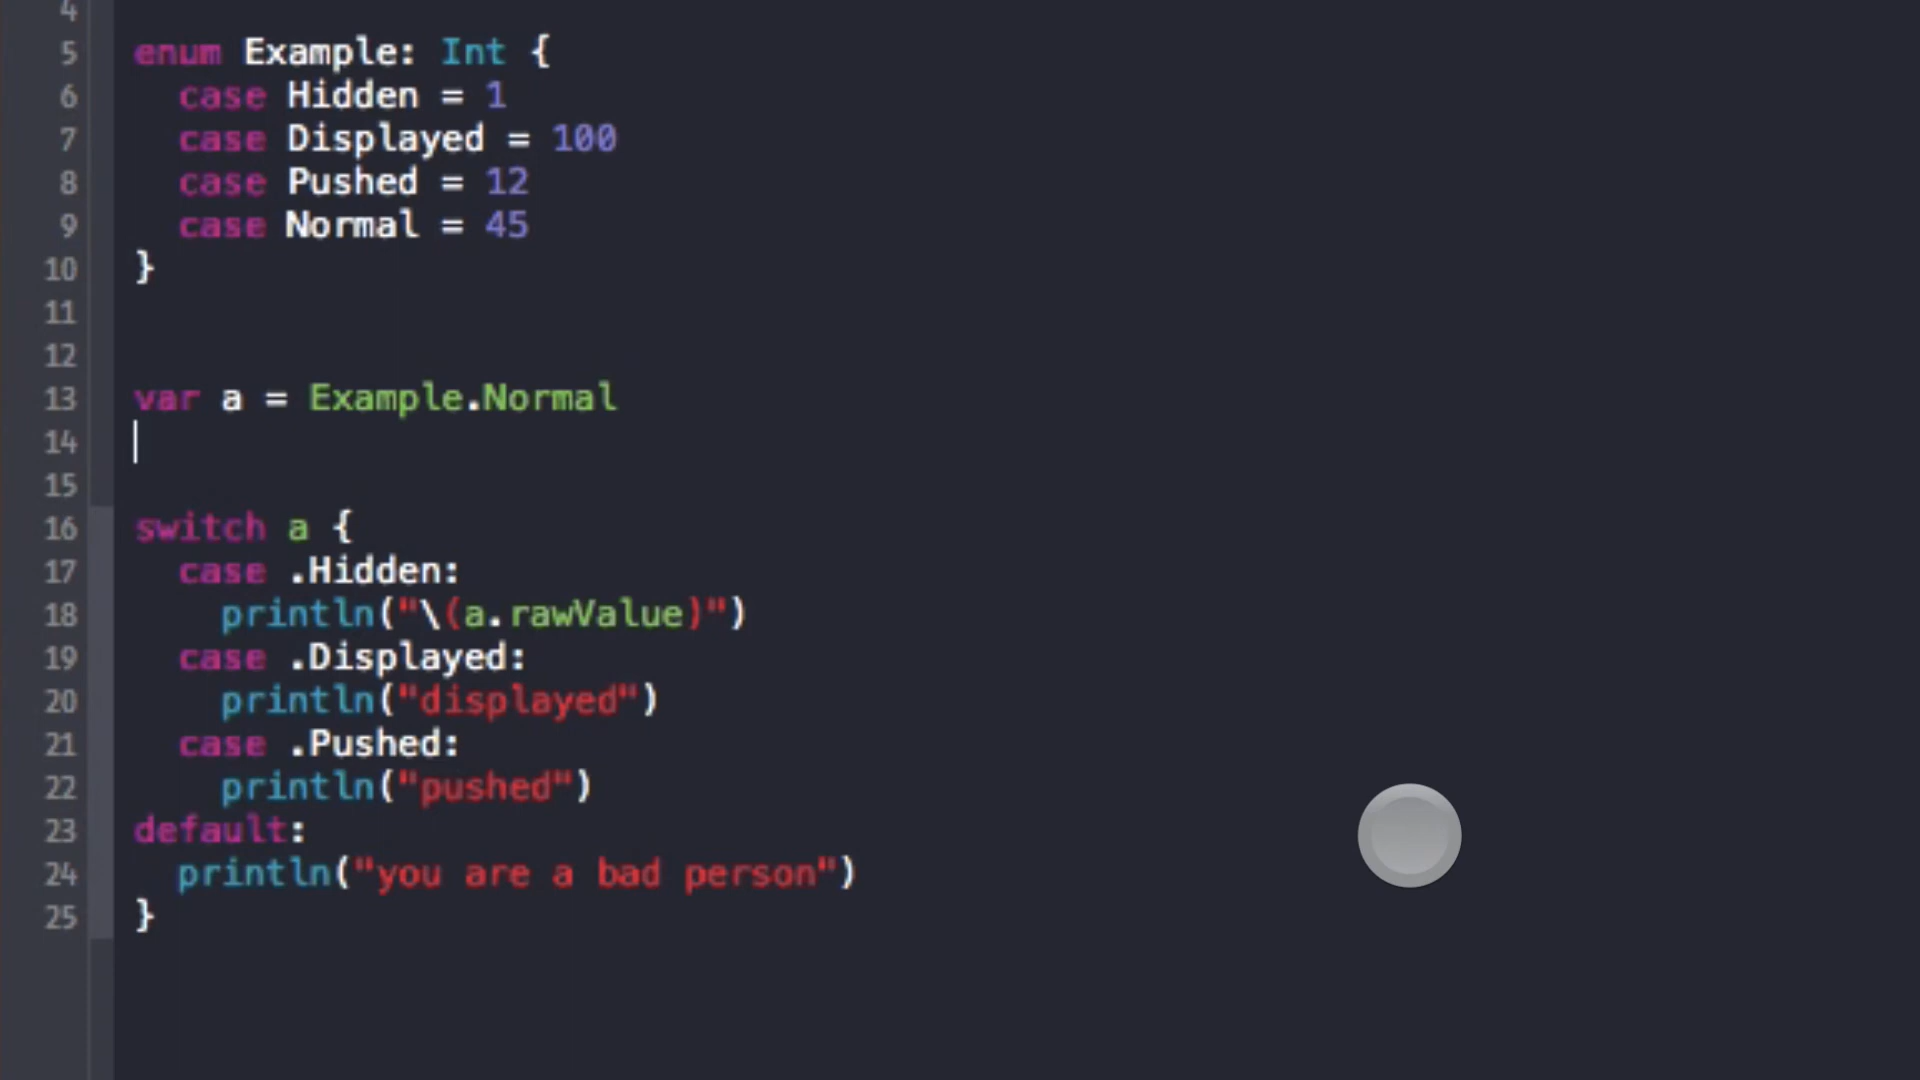 4
5 enum Example: Int {
6 case Hidden = 1
7 case Displayed = 100
8 case Pushed = 12
9 case Normal = 45
10 }
11
12
13 var a = Example.Normal
14
15
16 switch a {
17 case .Hidden:
18 println("\(a.rawValue)")
19 case .Displayed:
20 println("displayed")
21 case .Pushed:
22 println("pushed")
23 default:
24 println("you are a bad person")
25 }